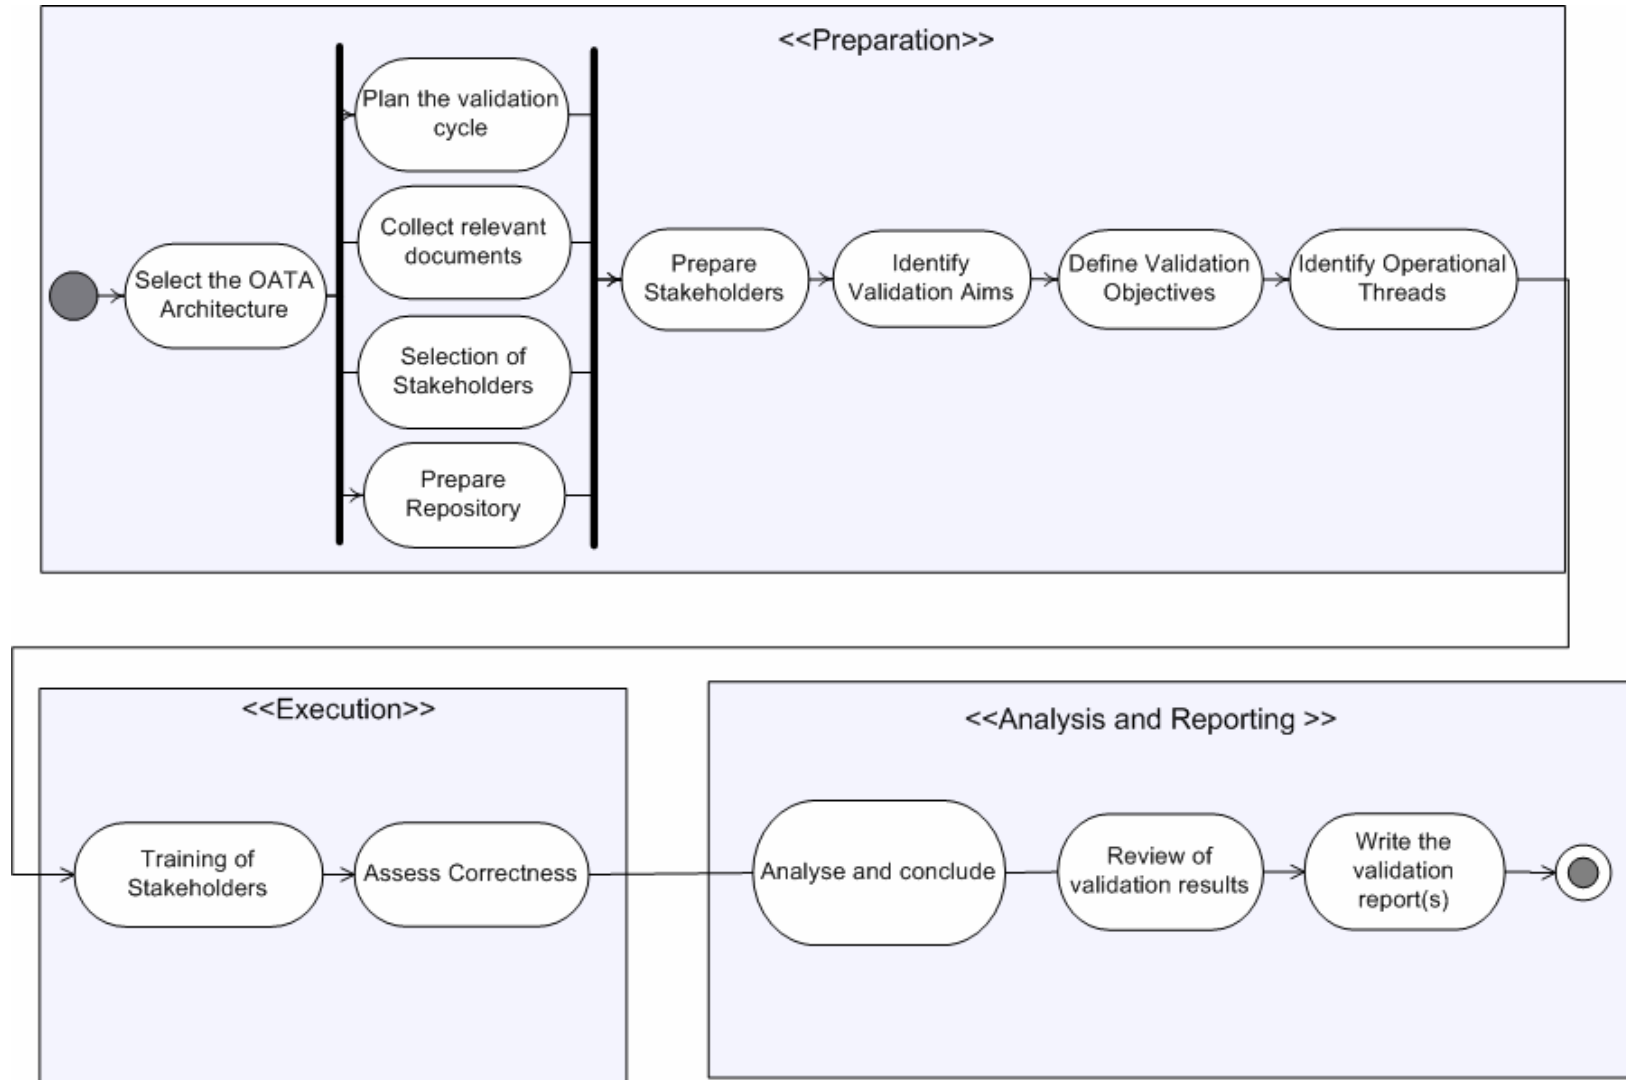 <<Preparation>>
Plan the validation
cycle
Collect relevant
documents
Selection of
Stakeholders
Prepare
Repository
Select the OATA
Architecture
Prepare
Stakeholders
Identify
Validation Aims
Define Validation
Objectives
Identify Operational
Threads
<<Execution>>
Training of
Stakeholders
Assess Correctness
<<Analysis and Reporting >>
Analyse and conclude
Review of
validation results
Write the
validation
report(s)